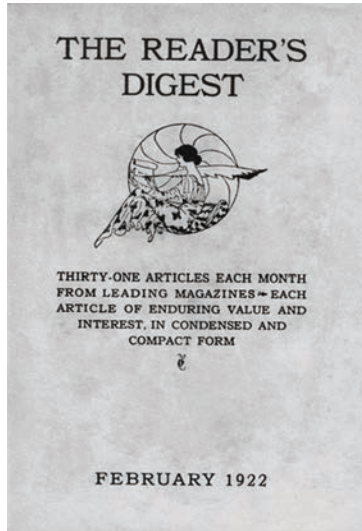 THE READER'S
DIGEST
THIRTY-ONE ARTICLES EACH MONTH
FROM LEADING MAGAZINES ❧ EACH
ARTICLE OF ENDURING VALUE AND
INTEREST, IN CONDENSED AND
COMPACT FORM
FEBRUARY 1922